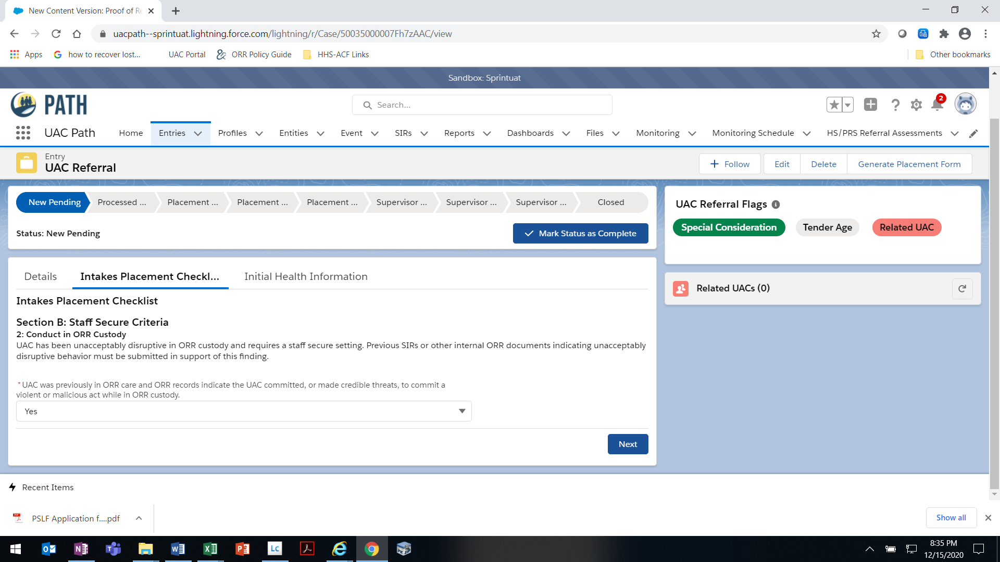 New Content Version: Proof of Re
uacpath--sprintuat.lightning.force.com/lightning/r/Case/50035000007Fh7zAAC/view
Apps
how to recover lost...
UAC Portal
ORR Policy Guide
HHS-ACF Links
Other bookmarks
Sandbox: Sprintuat
PATH
Search...
2
UAC Path
Home
Entries
Profiles
Entities
Event
SIRs
Reports
Dashboards
Files
Monitoring
Monitoring Schedule
HS/PRS Referral Assessments
Entry
UAC Referral
Follow
Edit
Delete
Generate Placement Form
New Pending
Processed ...
Placement ...
Placement ...
Placement ...
Supervisor ...
Supervisor ...
Supervisor ...
Closed
Status: New Pending
Mark Status as Complete
UAC Referral Flags
Special Consideration
Tender Age
Related UAC
Related UACs (0)
Details
Intakes Placement Checkl...
Initial Health Information
Intakes Placement Checklist
Section B: Staff Secure Criteria
2: Conduct in ORR Custody
UAC has been unacceptably disruptive in ORR custody and requires a staff secure setting. Previous SIRs or other internal ORR documents indicating unacceptably
disruptive behavior must be submitted in support of this finding.
*UAC was previously in ORR care and ORR records indicate the UAC committed, or made credible threats, to commit a
violent or malicious act while in ORR custody.
Yes
Next
Recent Items
PSLF Application f....pdf
Show all
Lc
8:35 PM
12/15/2020